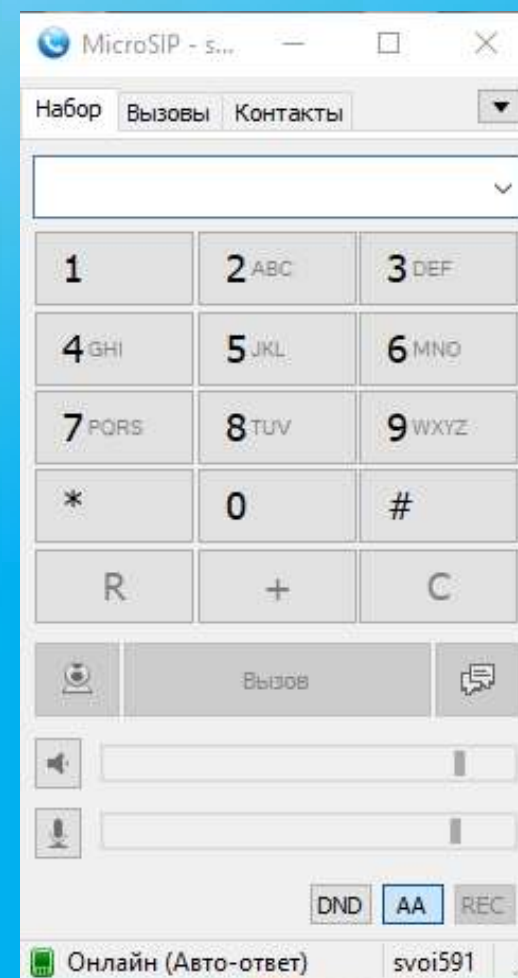 MicroSIP - s...
Набор Вызовы Контакты
1 2 ABC 3 DEF
4 GHI 5 JKL 6 MNO
7 PQRS 8 TUV 9 WXYZ
* 0 #
R + C
Вызов
DND AA REC
Онлайн (Авто-ответ) svoi591